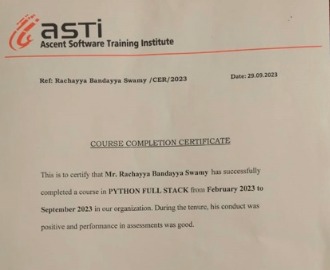 asti
Ascent Software Training Institute
Ref: Rachayya Bandayya Swamy /CER/2023
Date: 29.09.2023
COURSE COMPLETION CERTIFICATE
This is to certify that Mr. Rachayya Bandayya Swamy has successfully
completed a course in PYTHON FULL STACK from February 2023 to
September 2023 in our organization. During the tenure, his conduct was
positive and performance in assessments was good.